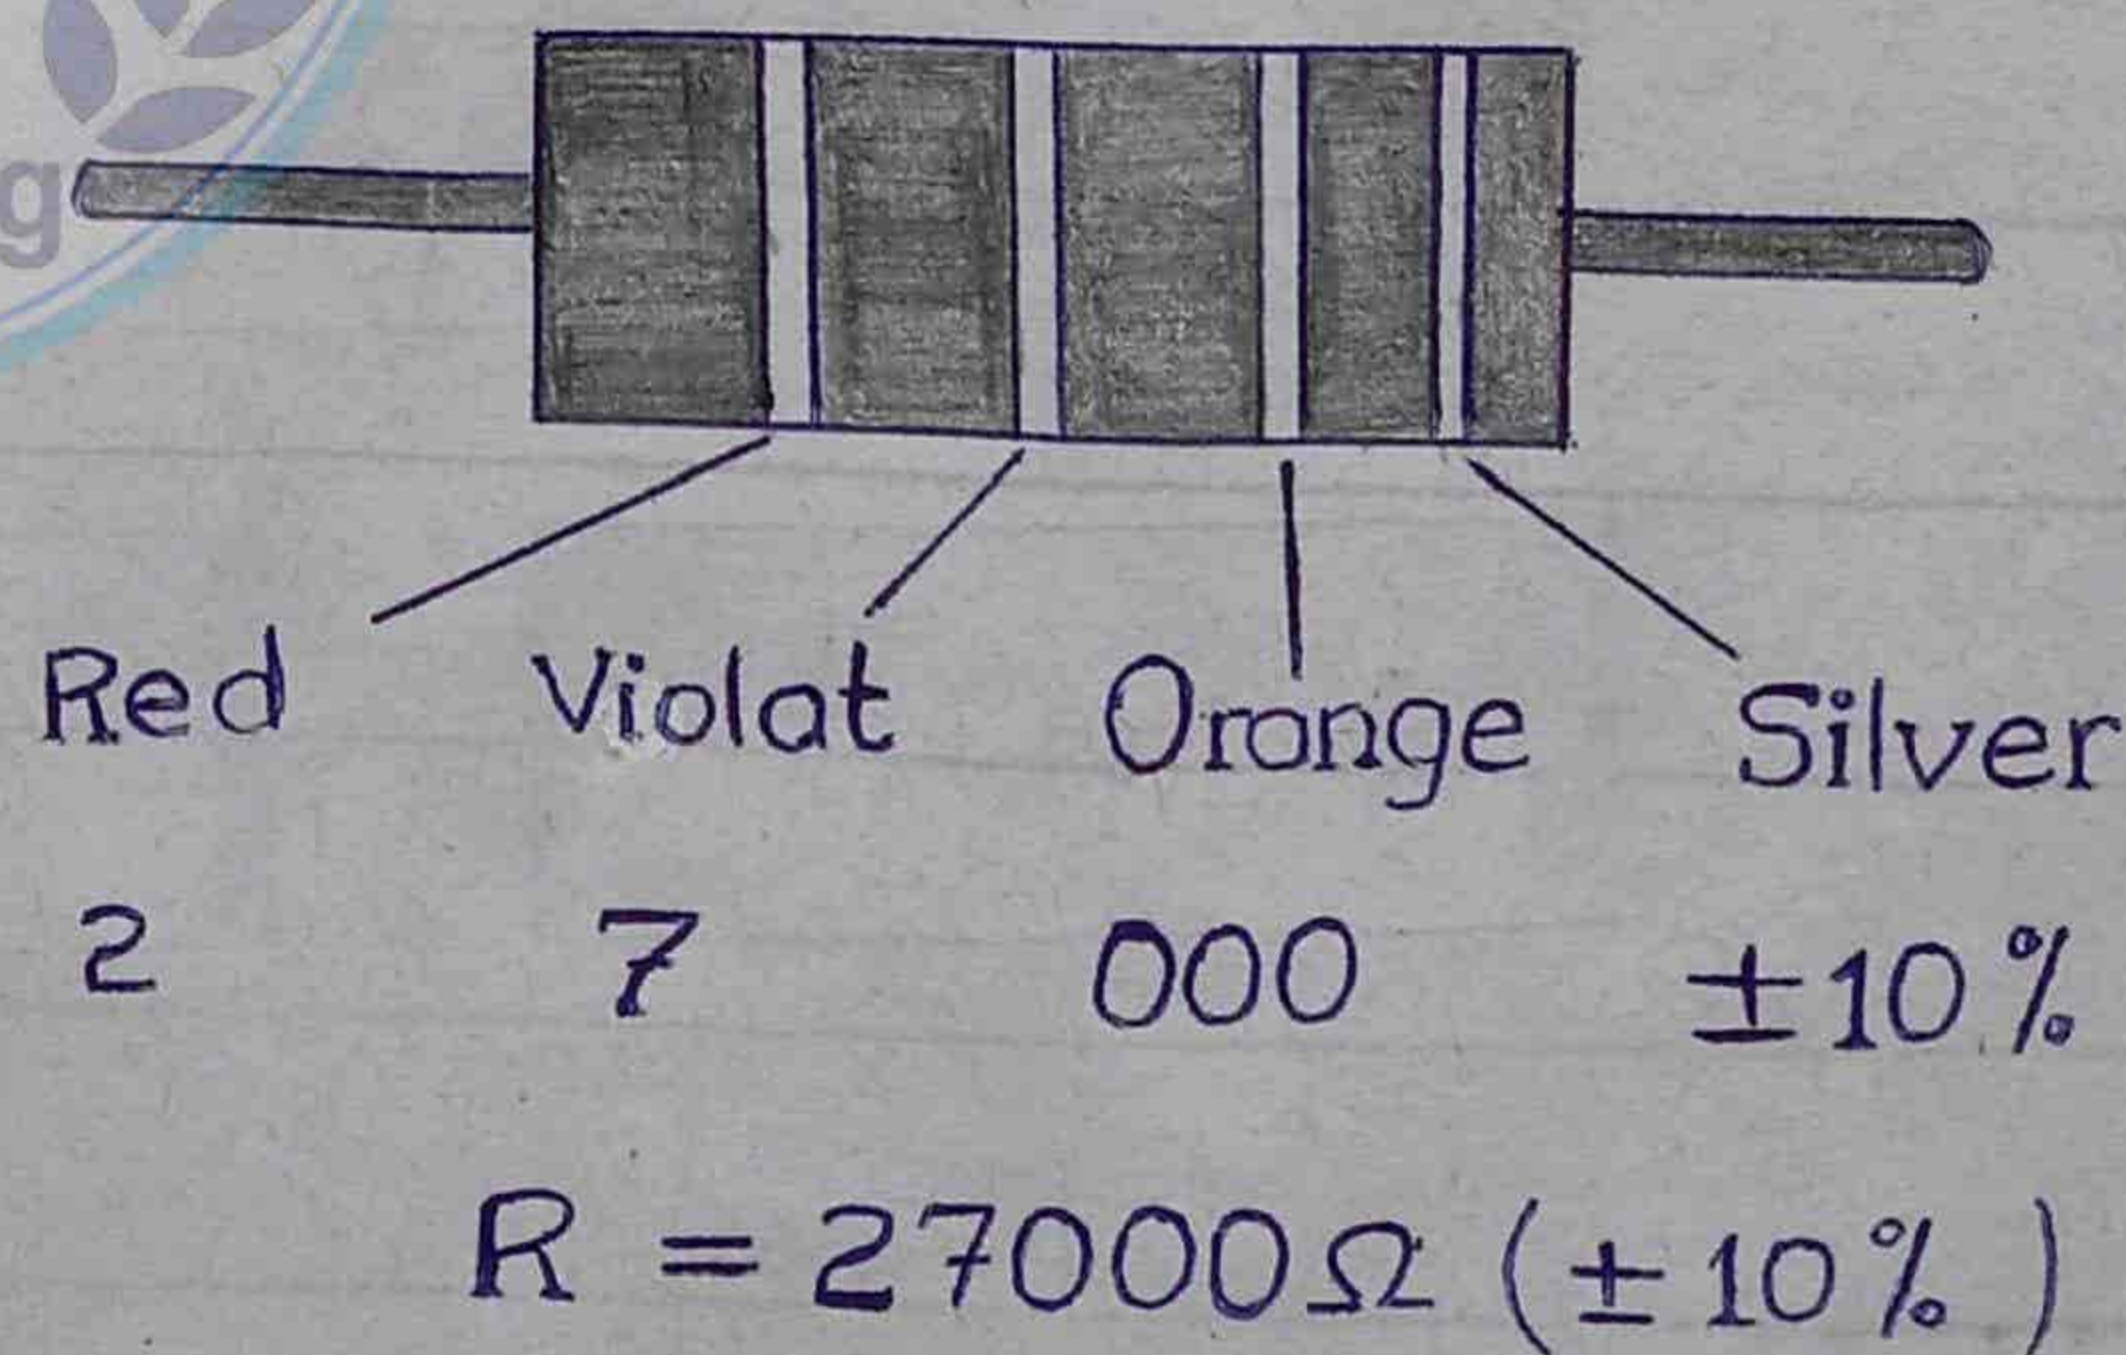 g
Red Violat Orange Silver
2 7 000 ±10%
R = 27000Ω (±10%)